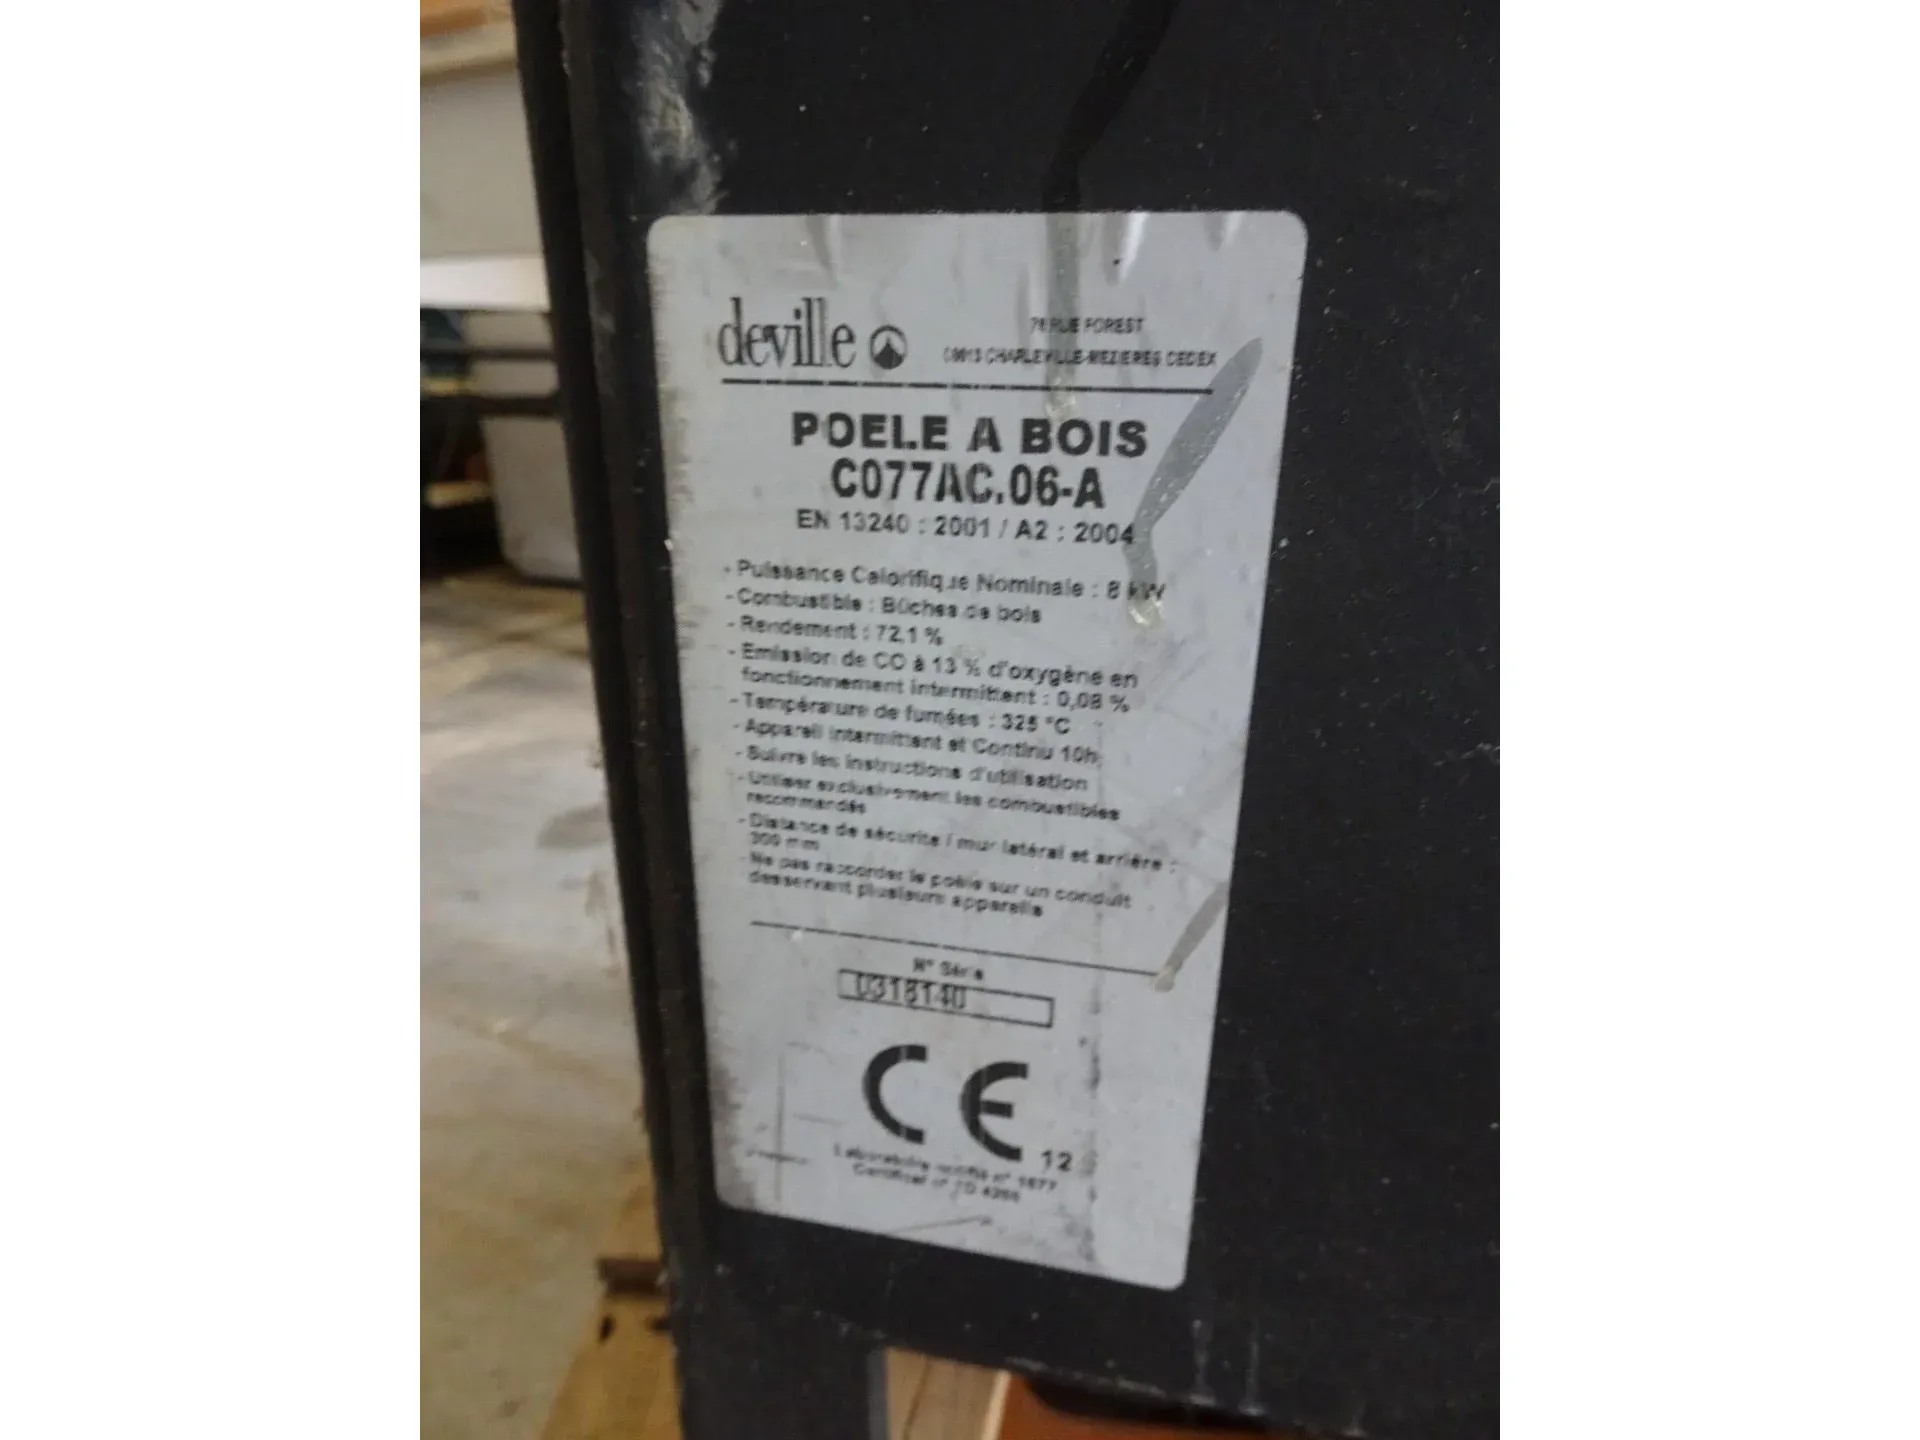 deville
76 RUE FOREST
08013 CHARLEVILLE-MEZIERES CEDEX
POELE A BOIS
C077AC.06-A
EN 13240 : 2001 / A2 : 2004
- Puissance Calorifique Nominale : 8 kW
- Combustible : Bûches de bois
- Rendement : 72,1 %
- Emission de CO à 13 % d'oxygène en
fonctionnement intermittent : 0,08 %
- Température de fumées : 325 °C
- Appareil intermittent et Continu 10h
- Suivre les instructions d'utilisation
- Utiliser exclusivement les combustibles
recommandés
- Distance de sécurité / mur latéral et arrière :
300 mm
- Ne pas raccorder le poêle sur un conduit
desservant plusieurs appareils
N° Série
0318140
CE
12
Laboratoire notifié n° 1677
Certificat n°